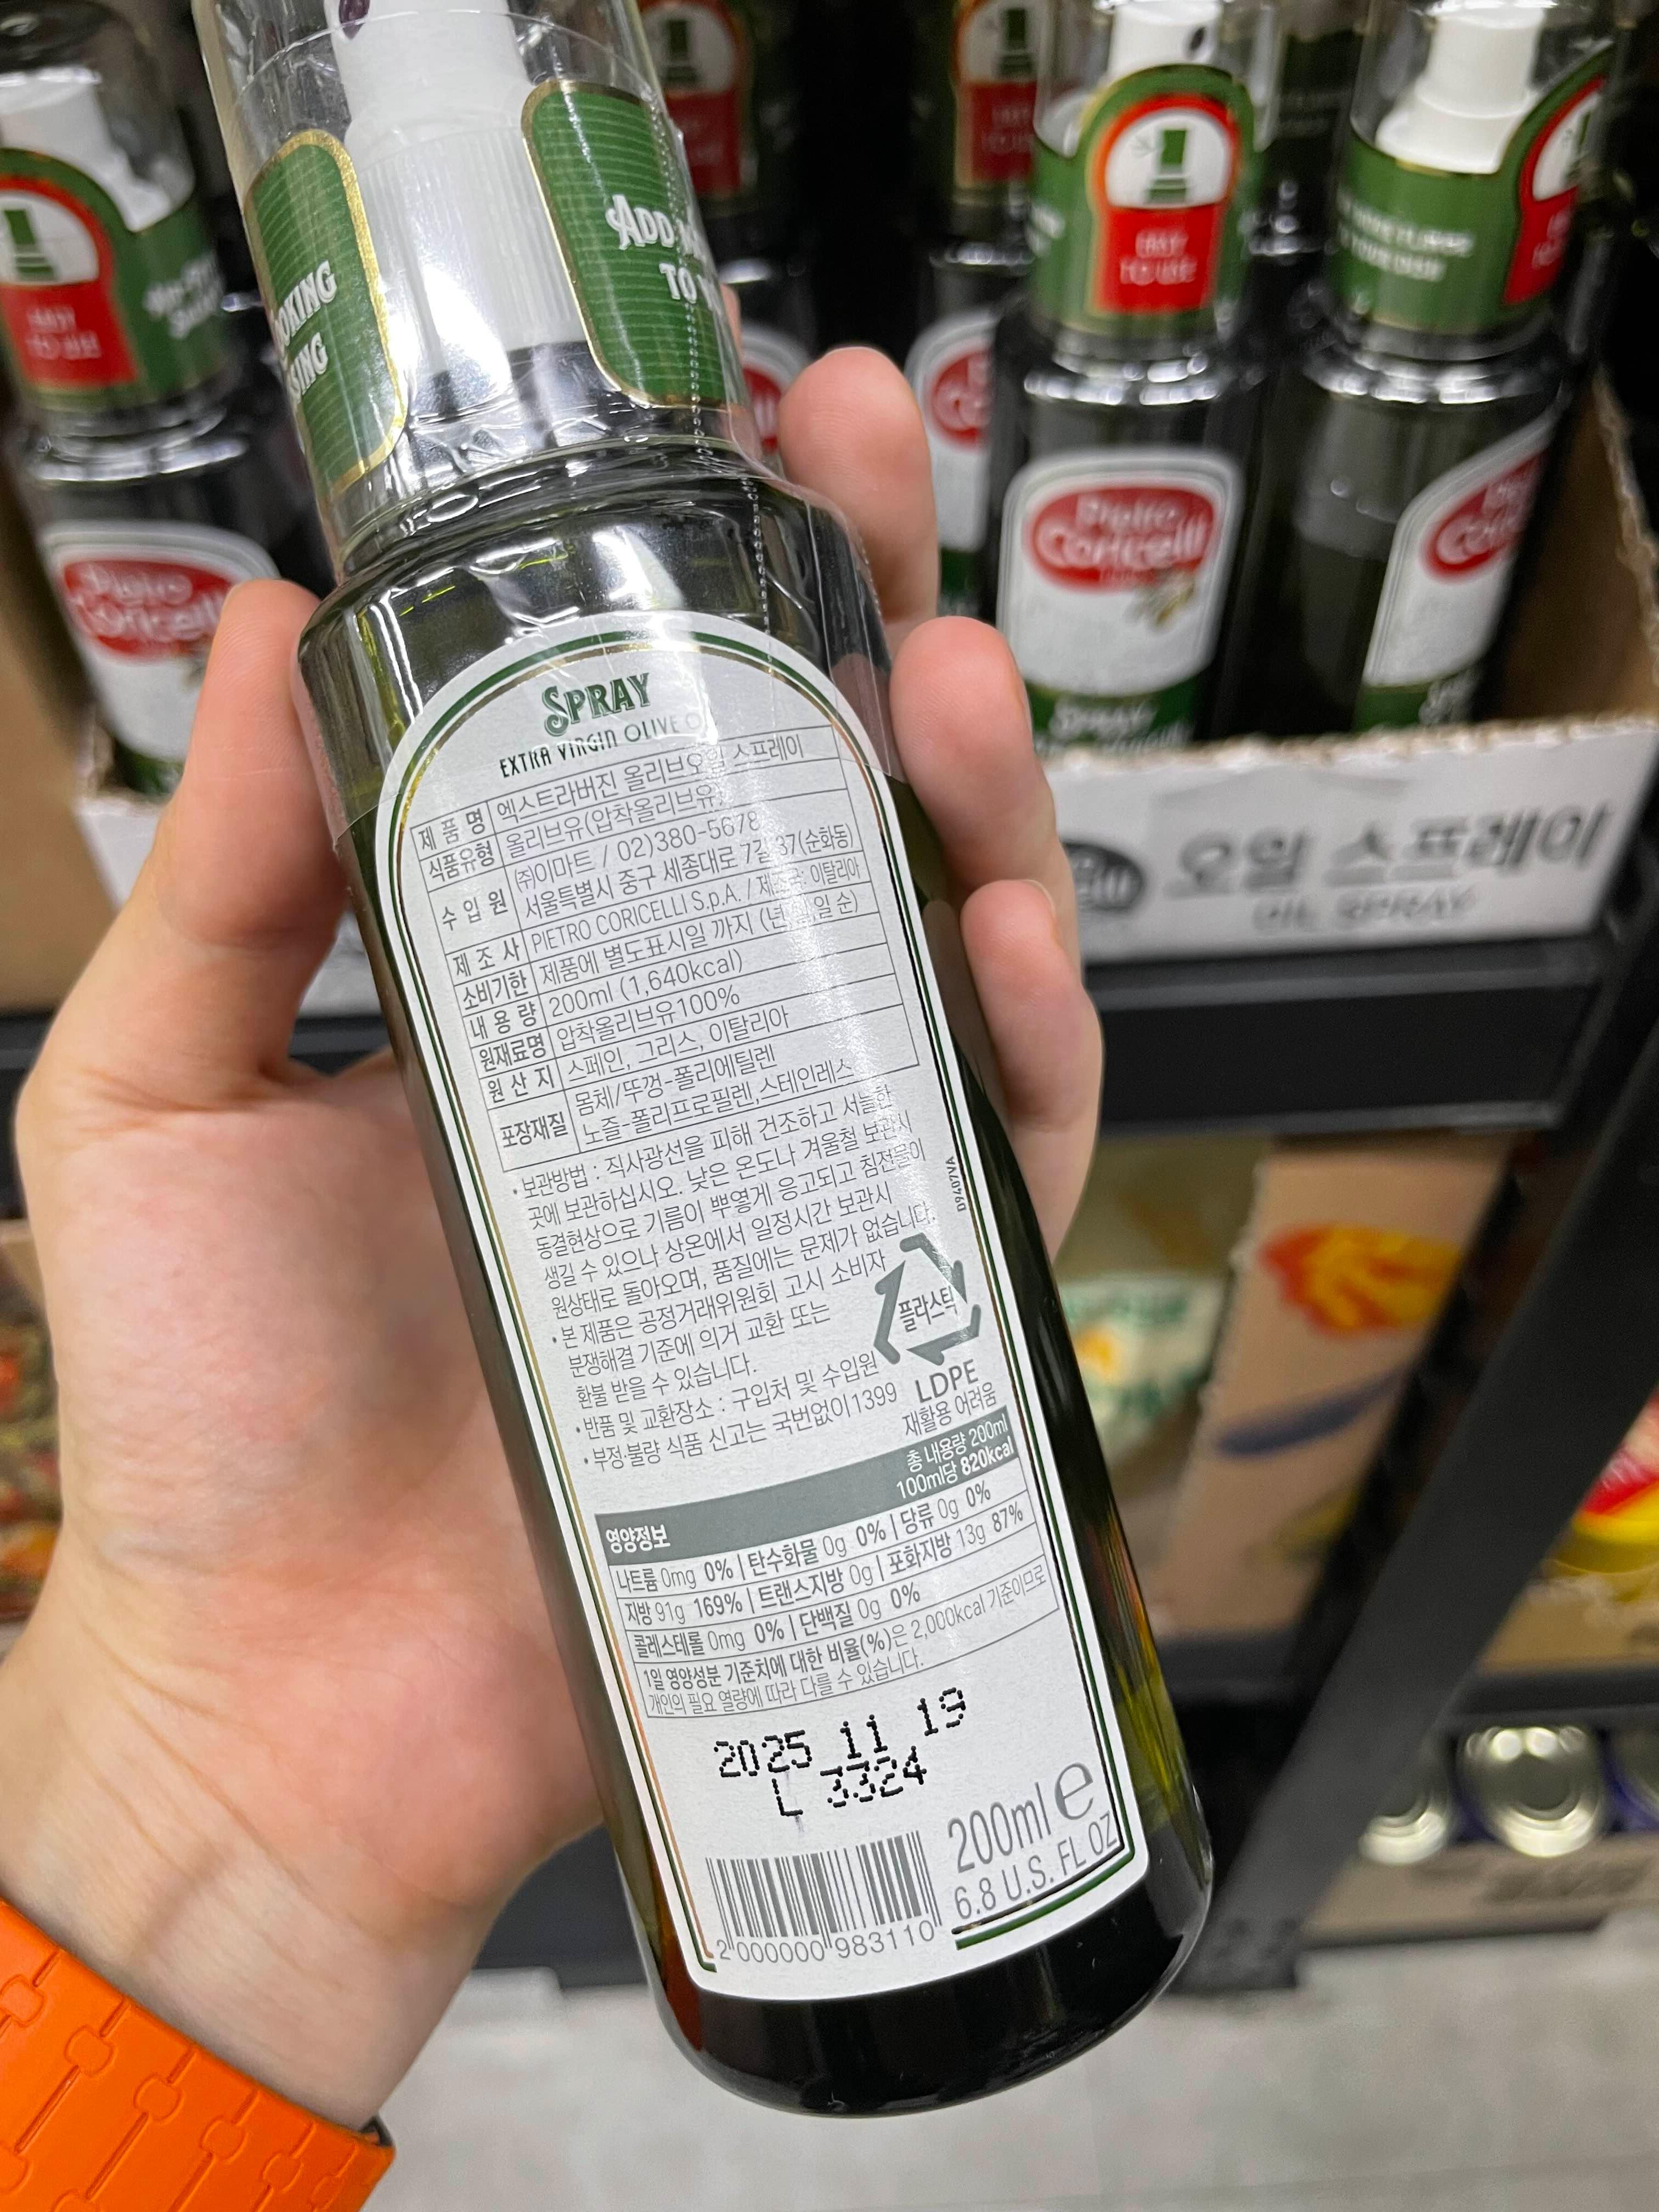 ADD
TO
OKING
SING
EASY
TO USE
Pietro
Coricelli
SPRAY
오일 스프레이
OIL SPRAY
SPRAY
EXTRA VIRGIN OLIVE O
제 품 명 엑스트라버진 올리브오일 스프레이
식품유형 올리브유(압착올리브유)
수 입 원 ㈜이마트 / 02)380-5678
서울특별시 중구 세종대로 7길 37(순화동)
제 조 사 PIETRO CORICELLI S.p.A. / 이탈리아
소비기한 제품에 별도표시일 까지 (년 일 순)
내 용 량 200ml (1,640kcal)
원재료명 압착올리브유100%
원 산 지 스페인, 그리스, 이탈리아
포장재질 몸체/뚜껑-폴리에틸렌
노즐-폴리프로필렌,스테인레스
• 보관방법 : 직사광선을 피해 건조하고 서늘한
곳에 보관하십시오. 낮은 온도나 겨울철 보관시
동결현상으로 기름이 뿌옇게 응고되고 침전물이
생길 수 있으나 상온에서 일정시간 보관시
원상태로 돌아오며, 품질에는 문제가 없습니다.
• 본 제품은 공정거래위원회 고시 소비자
분쟁해결 기준에 의거 교환 또는
환불 받을 수 있습니다.
• 반품 및 교환장소 : 구입처 및 수입원
• 부정·불량 식품 신고는 국번없이1399
플라스틱
LDPE
재활용 어려움
영양정보
총 내용량 200ml
100ml당 820kcal
나트륨 0mg 0% | 탄수화물 0g 0% | 당류 0g 0%
지방 91g 169% | 트랜스지방 0g | 포화지방 13g 87%
콜레스테롤 0mg 0% | 단백질 0g 0%
1일 영양성분 기준치에 대한 비율(%)은 2,000kcal 기준이므로
개인의 필요 열량에 따라 다를 수 있습니다.
2025 11 19
L 3324
200ml e
6.8 U.S. FL OZ
2 000000 983110